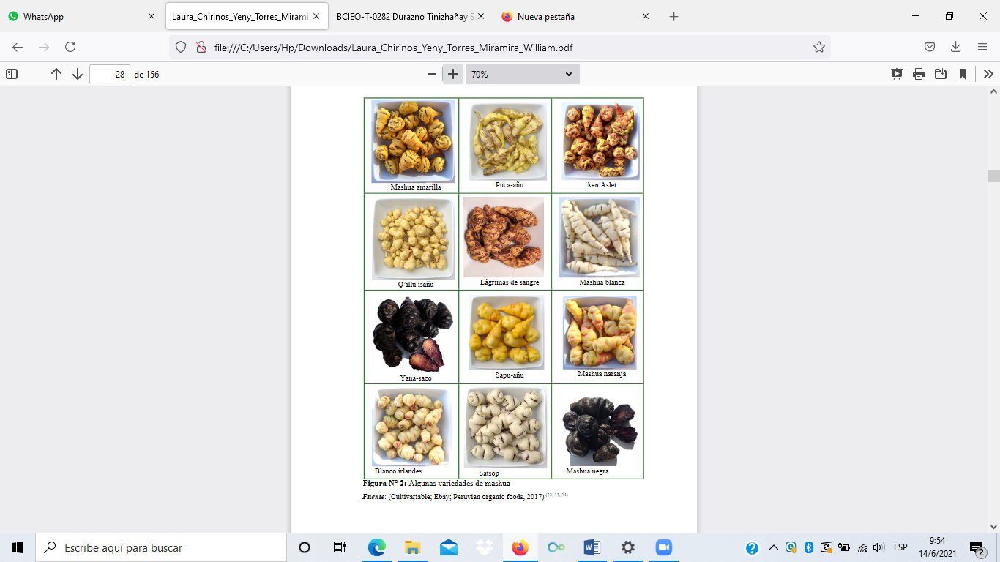 WhatsApp
Laura_Chirinos_Yeny_Torres_Miramir
BCIEQ-T-0282 Durazno Tinizhañay S
Nueva pestaña
file:///C:/Users/Hp/Downloads/Laura_Chirinos_Yeny_Torres_Miramira_William.pdf
28 de 156
70%
Mashua amarilla
Puca-añu
ken Aslet
Q’illu isañu
Lágrimas de sangre
Mashua blanca
Yana-saco
Sapu-añu
Mashua naranja
Blanco irlandés
Satsop
Mashua negra
Figura N° 2: Algunas variedades de mashua
Fuente: (Cultivariable; Ebay; Peruvian organic foods, 2017) (32, 33, 34)
Escribe aquí para buscar
ESP
9:54
14/6/2021
2